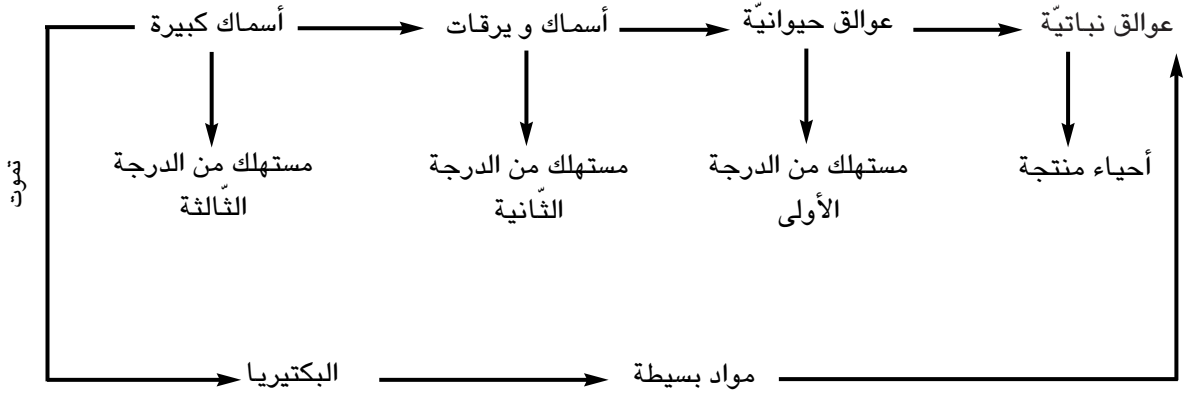 عوالق نباتيّة
عوالق حيوانيّة
أسماك و يرقات
أسماك كبيرة
أحياء منتجة
مستهلك من الدرجة
الأولى
مستهلك من الدرجة
الثّانية
مستهلك من الدرجة
الثّالثة
تموت
مواد بسيطة
البكتيريا